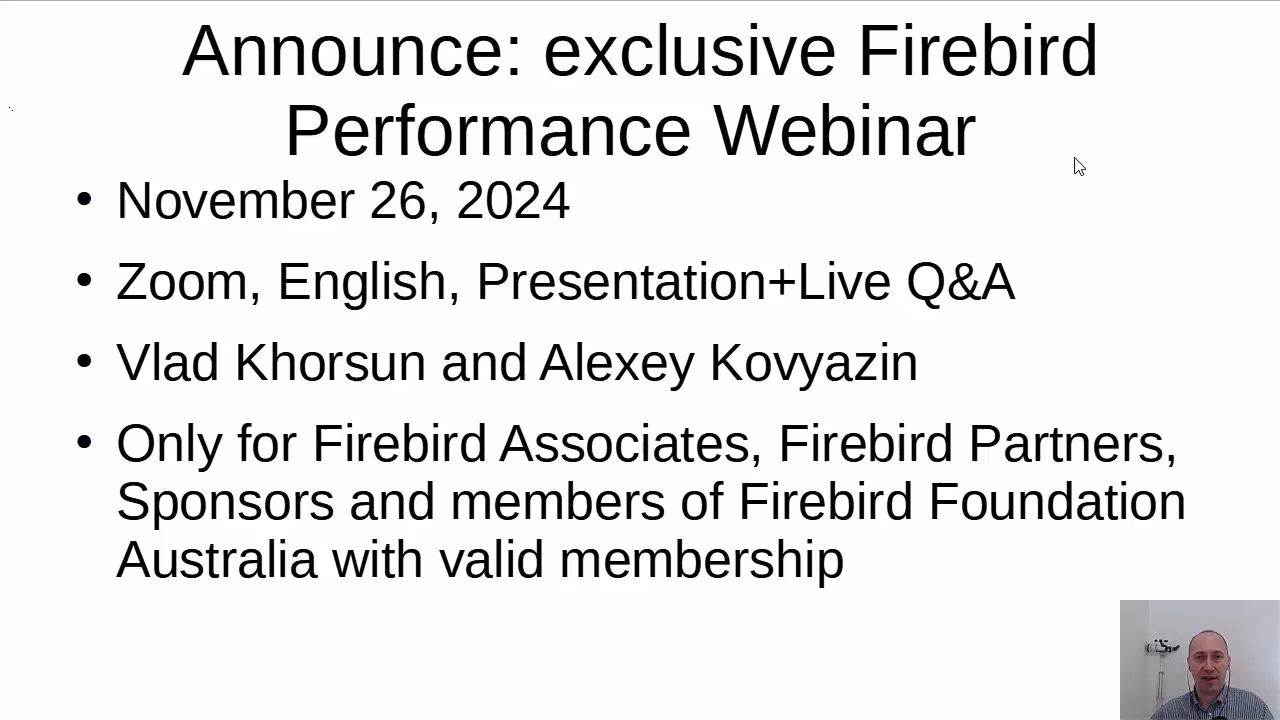 Announce: exclusive Firebird
Performance Webinar
• November 26, 2024
• Zoom, English, Presentation+Live Q&A
• Vlad Khorsun and Alexey Kovyazin
• Only for Firebird Associates, Firebird Partners,
Sponsors and members of Firebird Foundation
Australia with valid membership